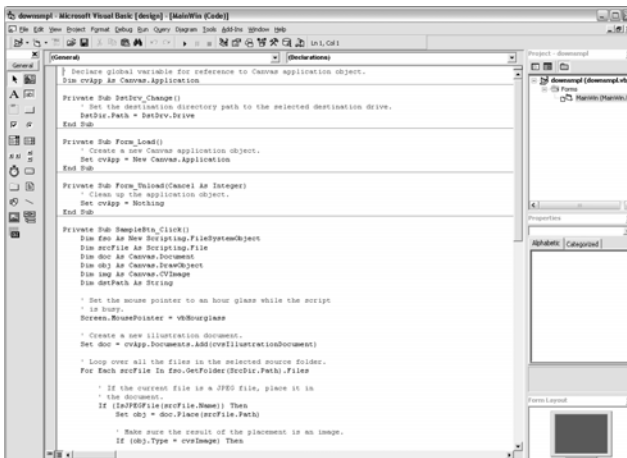 downsmpl - Microsoft Visual Basic [design] - [MainWin (Code)]
File Edit View Project Format Debug Run Query Diagram Tools Add-Ins Window Help
Ln 1, Col 1
General
(General)
(Declarations)
' Declare global variable for reference to Canvas application object.
Dim cvApp As Canvas.Application
Private Sub DstDrv_Change()
' Set the destination directory path to the selected destination drive.
DstDir.Path = DstDrv.Drive
End Sub
Private Sub Form_Load()
' Create a new Canvas application object.
Set cvApp = New Canvas.Application
End Sub
Private Sub Form_Unload(Cancel As Integer)
' Clean up the application object.
Set cvApp = Nothing
End Sub
Private Sub SampleBtn_Click()
Dim fso As New Scripting.FileSystemObject
Dim srcFile As Scripting.File
Dim doc As Canvas.Document
Dim obj As Canvas.DrawObject
Dim img As Canvas.CVImage
Dim dstPath As String
' Set the mouse pointer to an hour glass while the script
' is busy.
Screen.MousePointer = vbHourglass
' Create a new illustration document.
Set doc = cvApp.Documents.Add(cvsIllustrationDocument)
' Loop over all the files in the selected source folder.
For Each srcFile In fso.GetFolder(SrcDir.Path).Files
' If the current file is a JPEG file, place it in
' the document.
If (IsJPEGFile(srcFile.Name)) Then
Set obj = doc.Place(srcFile.Path)
' Make sure the result of the placement is an image.
If (obj.Type = cvsImage) Then
Project - downsmpl
downsmpl (downsmpl.vb
Forms
MainWin (MainWin.
Properties
Alphabetic
Categorized
Form Layout